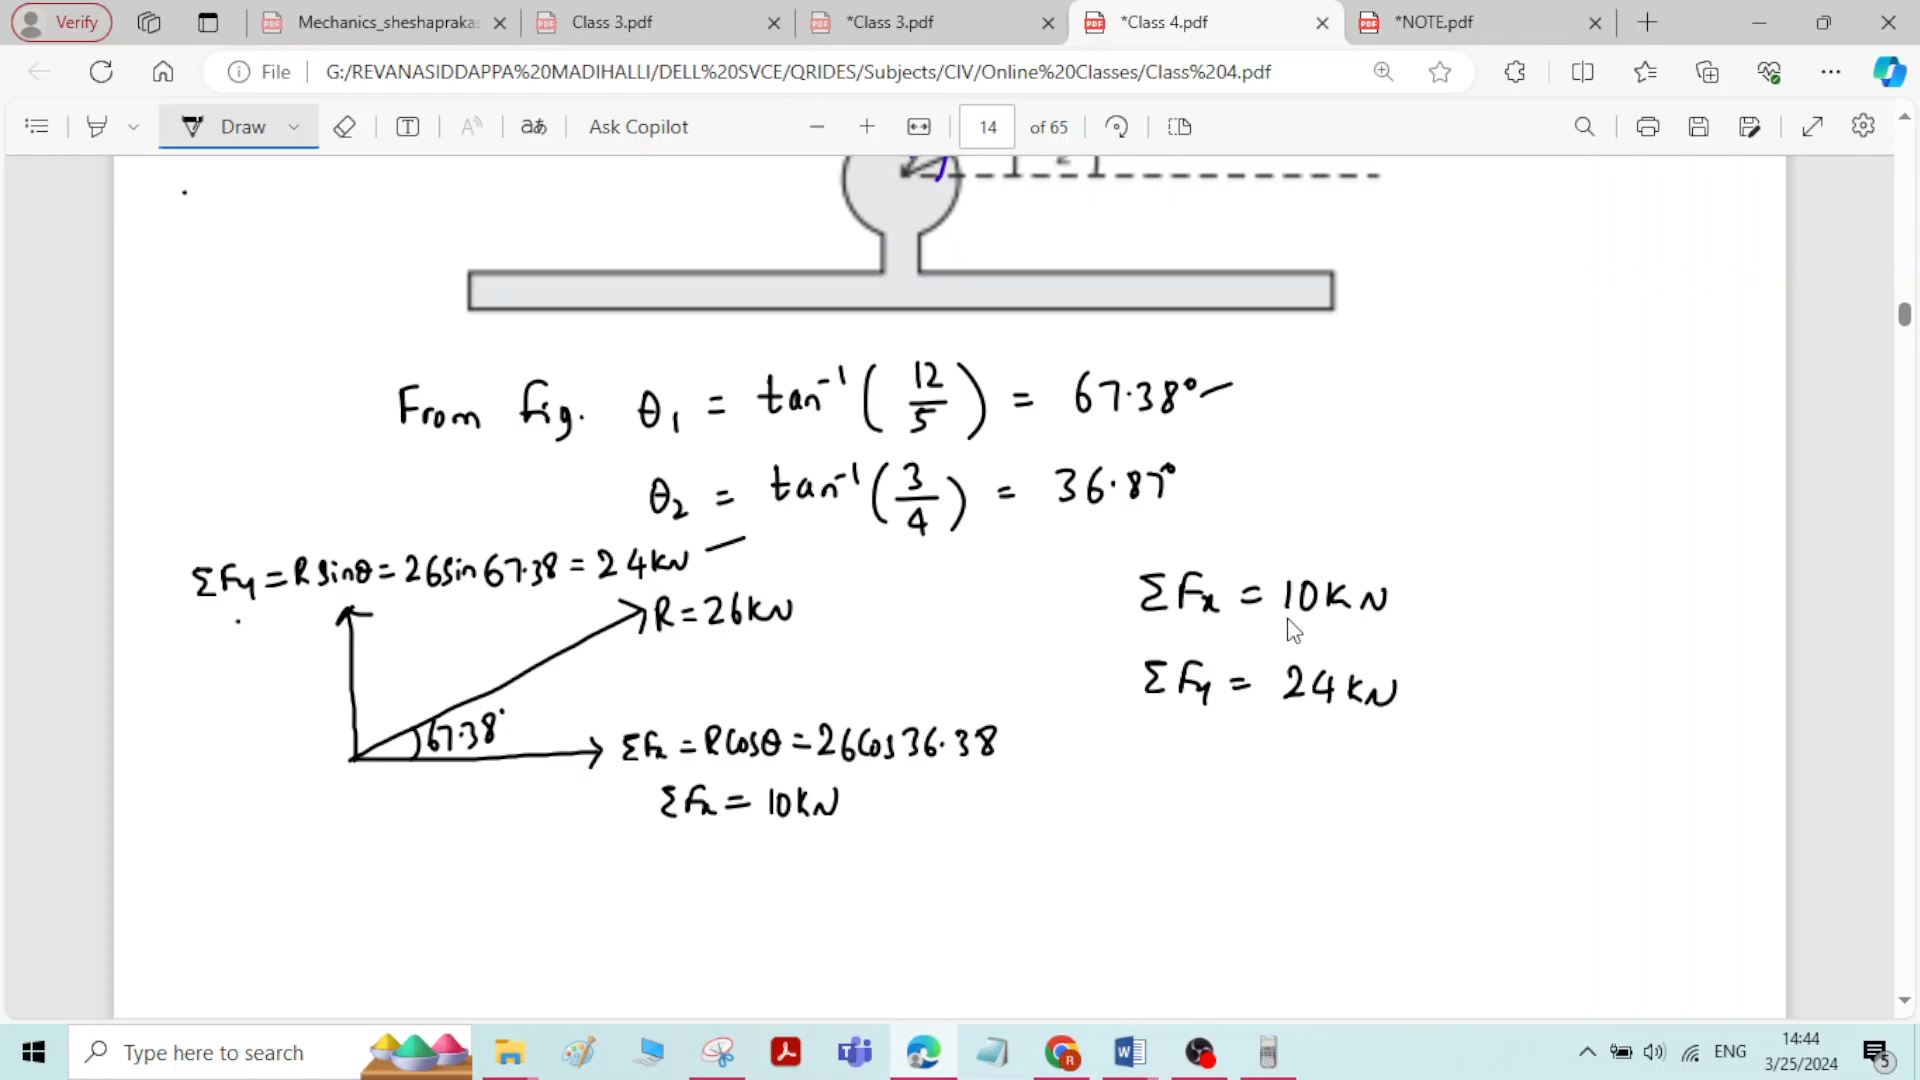 Verify
Mechanics_sheshapraka
Class 3.pdf
*Class 3.pdf
*Class 4.pdf
*NOTE.pdf
File
G:/REVANASIDDAPPA%20MADIHALLI/DELL%20SVCE/QRIDES/Subjects/CIV/Online%20Classes/Class%204.pdf
Draw
Ask Copilot
14 of 65
From fig. θ₁ = tan⁻¹(12/5) = 67.38°
θ₂ = tan⁻¹(3/4) = 36.87°
ΣFy = R sinθ = 26 sin 67.38 = 24 kN
R = 26 kN
67.38°
ΣFx = R Cosθ = 26 Cos 36.38
ΣFx = 10 kN
ΣFx = 10 KN
ΣFy = 24 KN
Type here to search
ENG
14:44
3/25/2024
5